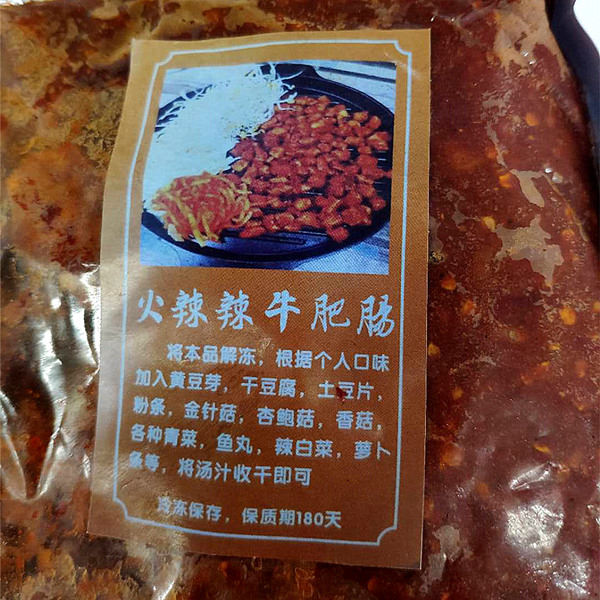 火辣辣牛肥肠
将本品解冻，根据个人口味
加入黄豆芽，干豆腐，土豆片，
粉条，金针菇，杏鲍菇，香菇，
各种青菜，鱼丸，辣白菜，萝卜
条等，将汤汁收干即可
冷冻保存，保质期180天